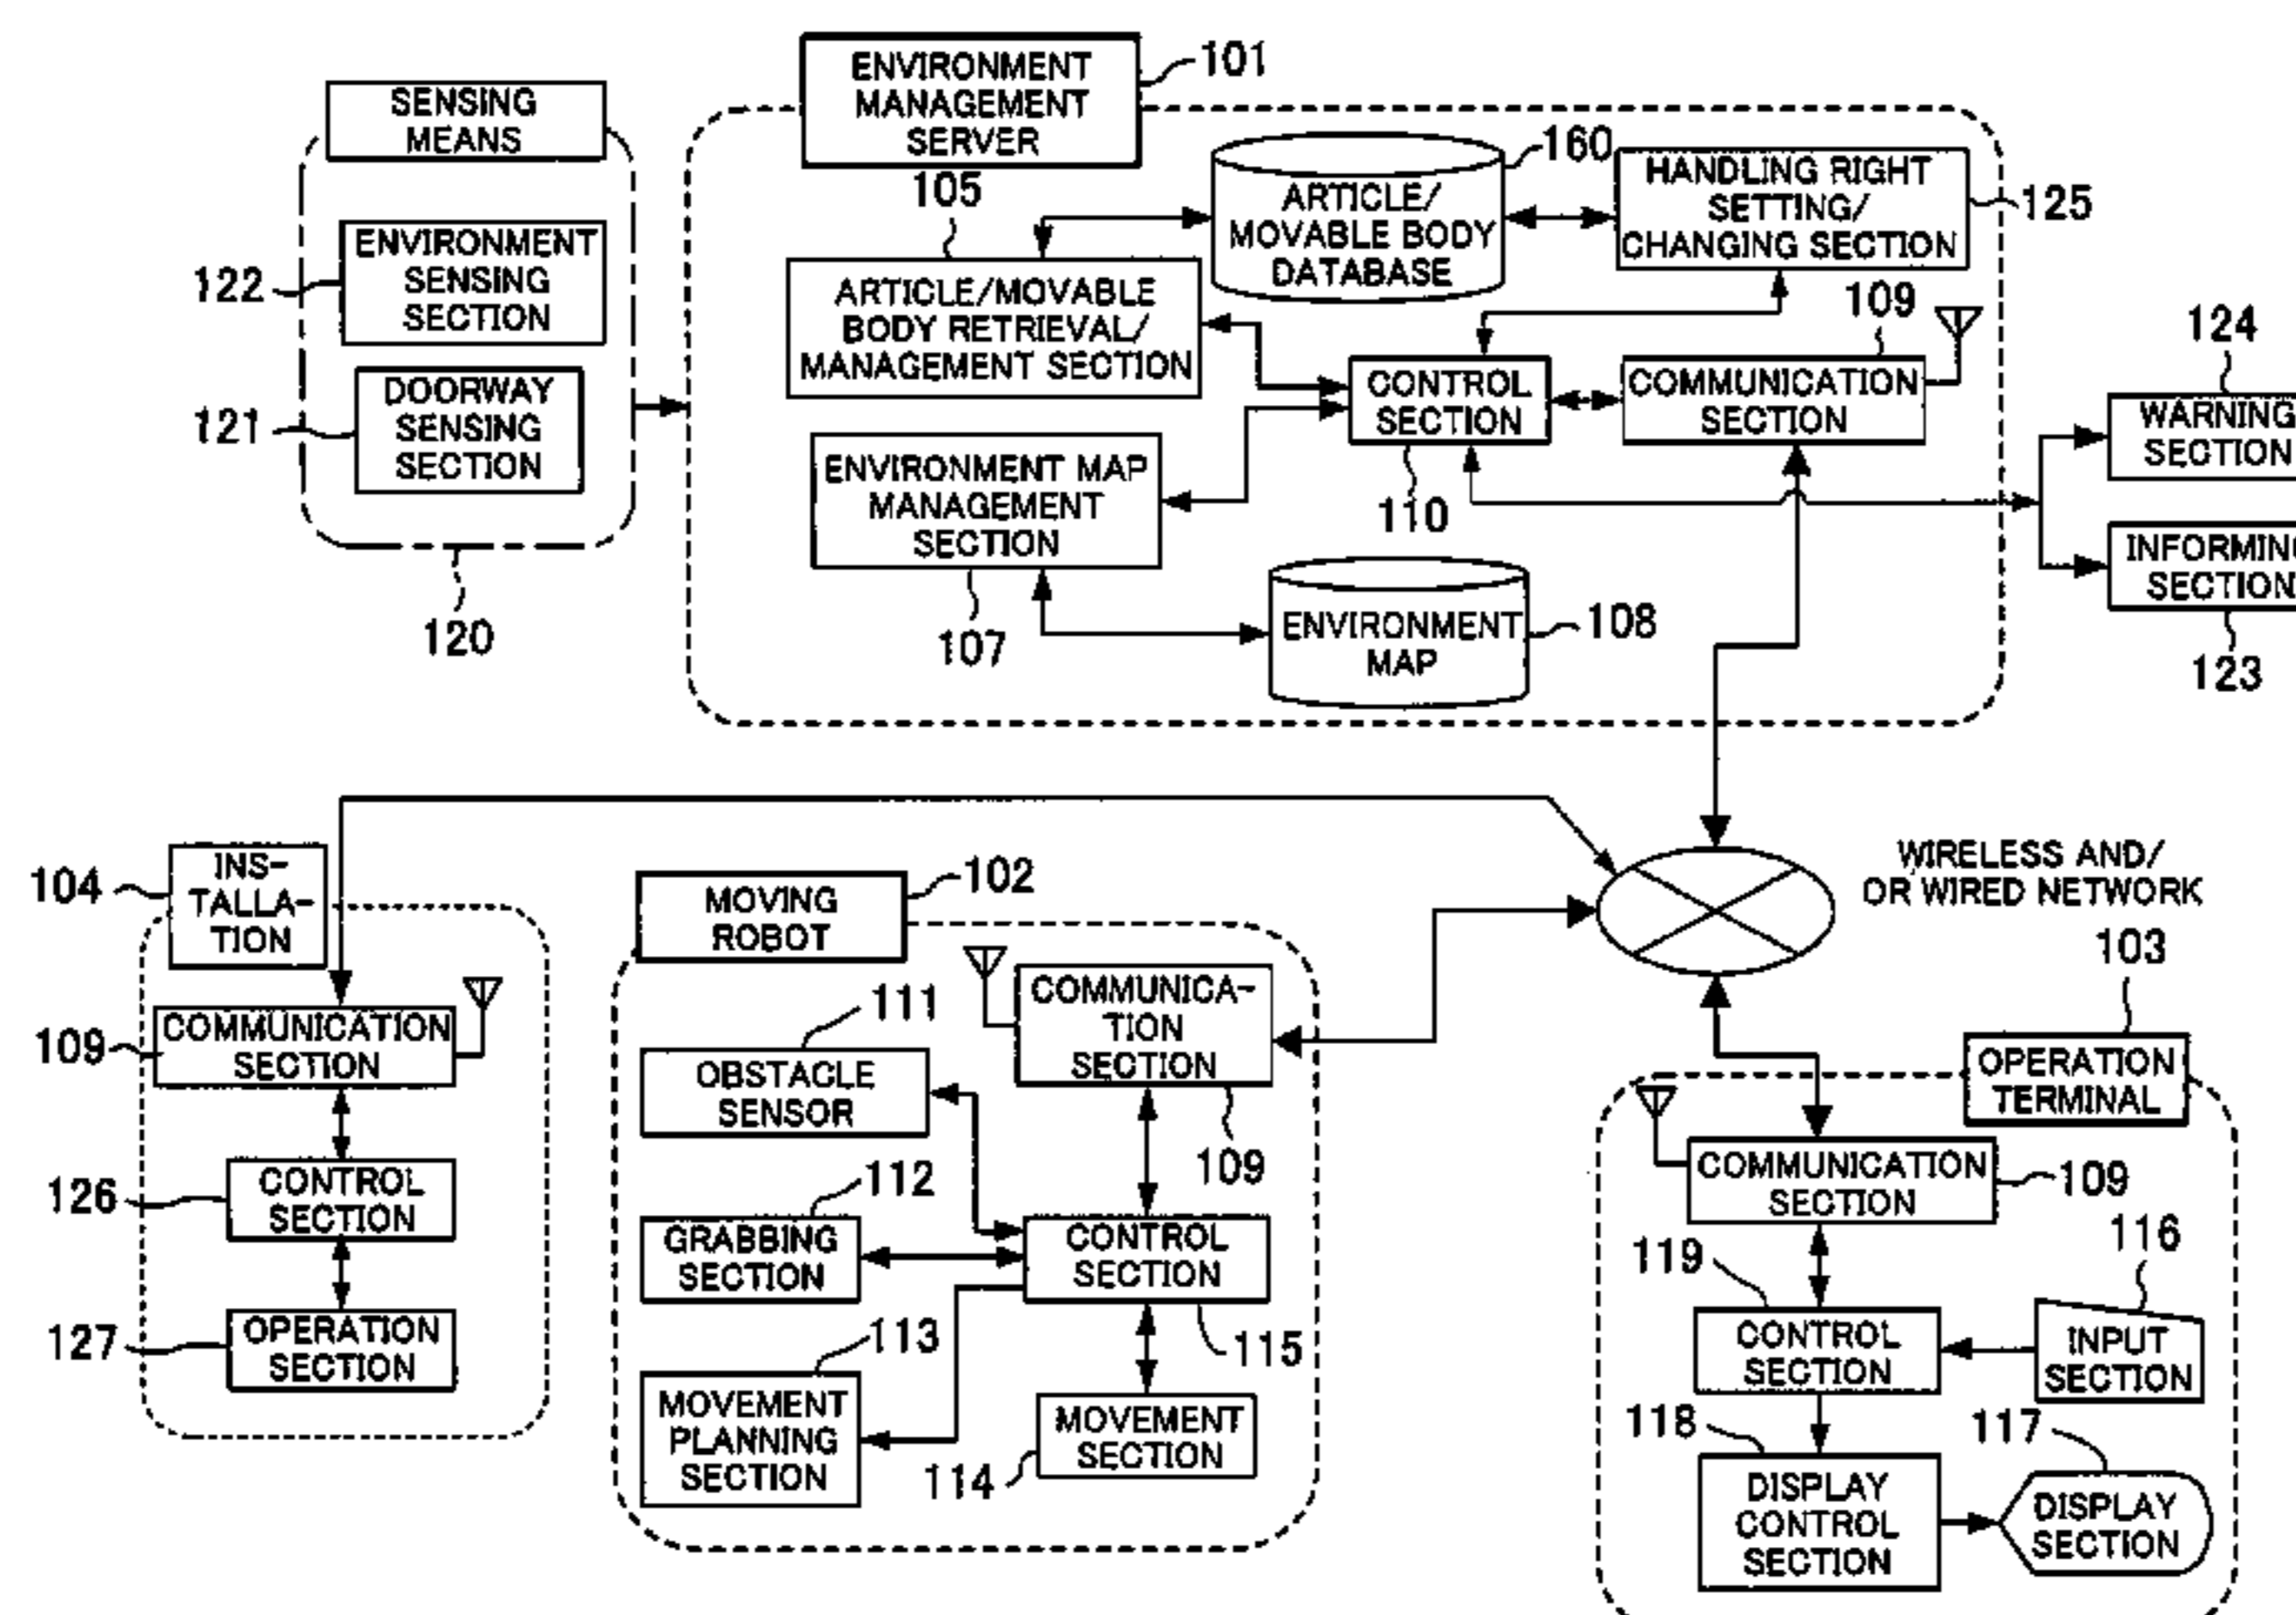 ENVIRONMENT
MANAGEMENT
SERVER
101
SENSING
MEANS
ENVIRONMENT
SENSING
SECTION
122
DOORWAY
SENSING
SECTION
121
120
105
ARTICLE/MOVABLE
BODY RETRIEVAL/
MANAGEMENT SECTION
ARTICLE/
MOVABLE BODY
DATABASE
160
HANDLING RIGHT
SETTING/
CHANGING SECTION
125
109
CONTROL
SECTION
110
COMMUNICATION
SECTION
124
WARNING
SECTION
INFORMING
SECTION
123
ENVIRONMENT MAP
MANAGEMENT
SECTION
107
ENVIRONMENT
MAP
108
WIRELESS AND/
OR WIRED NETWORK
104
INS-
TALLA-
TION
109
COMMUNICATION
SECTION
126
CONTROL
SECTION
127
OPERATION
SECTION
MOVING
ROBOT
102
111
OBSTACLE
SENSOR
COMMUNICA-
TION
SECTION
109
112
GRABBING
SECTION
CONTROL
SECTION
115
113
MOVEMENT
PLANNING
SECTION
MOVEMENT
SECTION
114
103
OPERATION
TERMINAL
COMMUNICATION
SECTION
109
119
CONTROL
SECTION
116
INPUT
SECTION
118
DISPLAY
CONTROL
SECTION
117
DISPLAY
SECTION